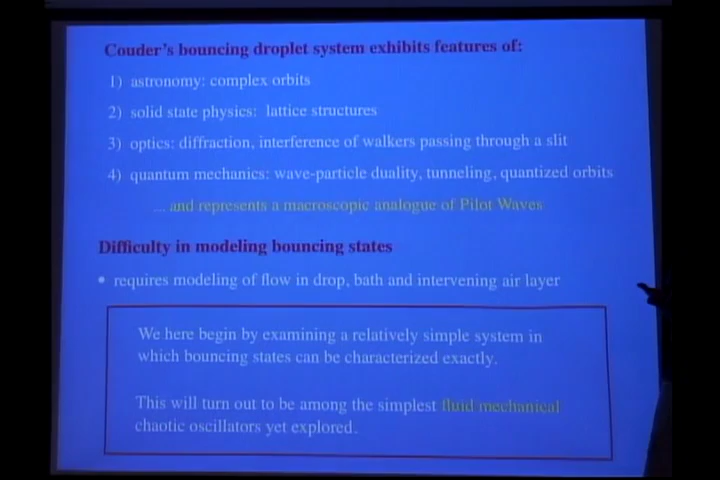 Couder's bouncing droplet system exhibits features of:
1) astronomy: complex orbits
2) solid state physics: lattice structures
3) optics: diffraction, interference of walkers passing through a slit
4) quantum mechanics: wave-particle duality, tunneling, quantized orbits
... and represents a macroscopic analogue of Pilot Waves
Difficulty in modeling bouncing states
• requires modeling of flow in drop, bath and intervening air layer
We here begin by examining a relatively simple system in
which bouncing states can be characterized exactly.
This will turn out to be among the simplest fluid mechanical
chaotic oscillators yet explored.